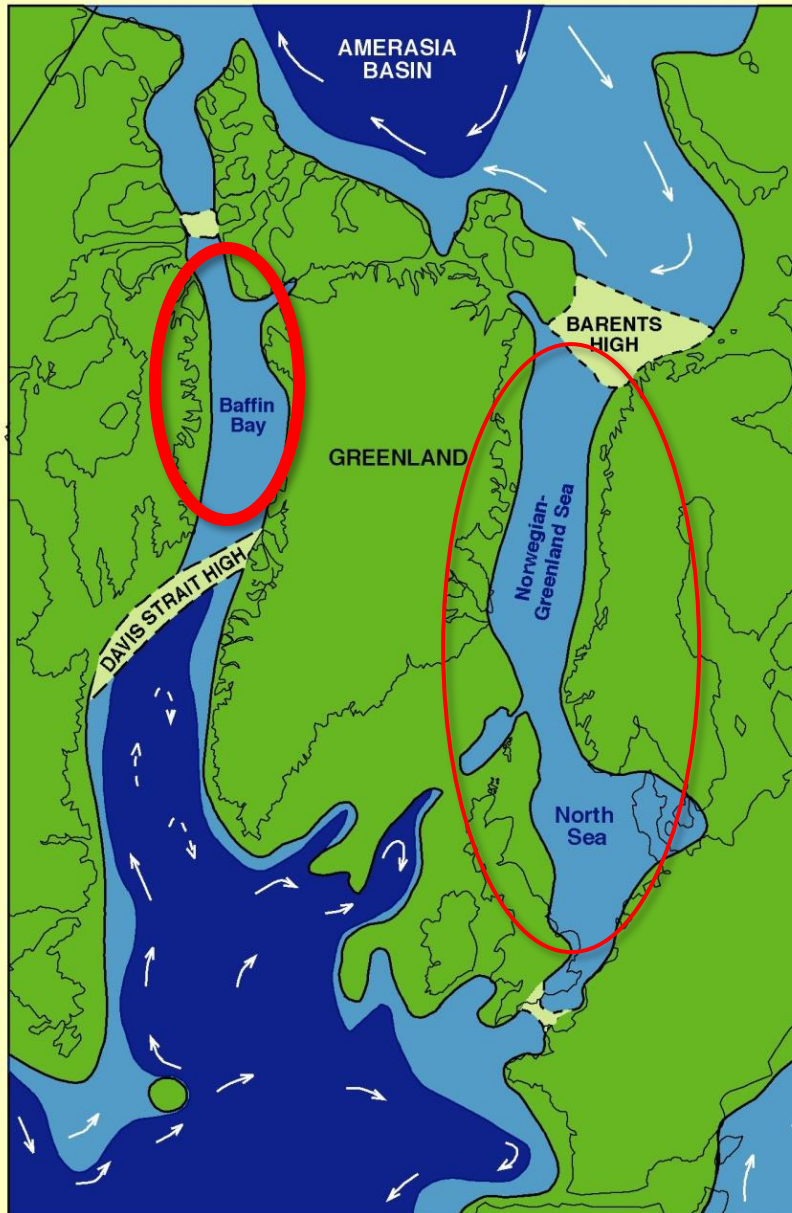 AMERASIA
BASIN
BARENTS
HIGH
Baffin
Bay
GREENLAND
Norwegian-
Greenland Sea
DAVIS STRAIT HIGH
North
Sea